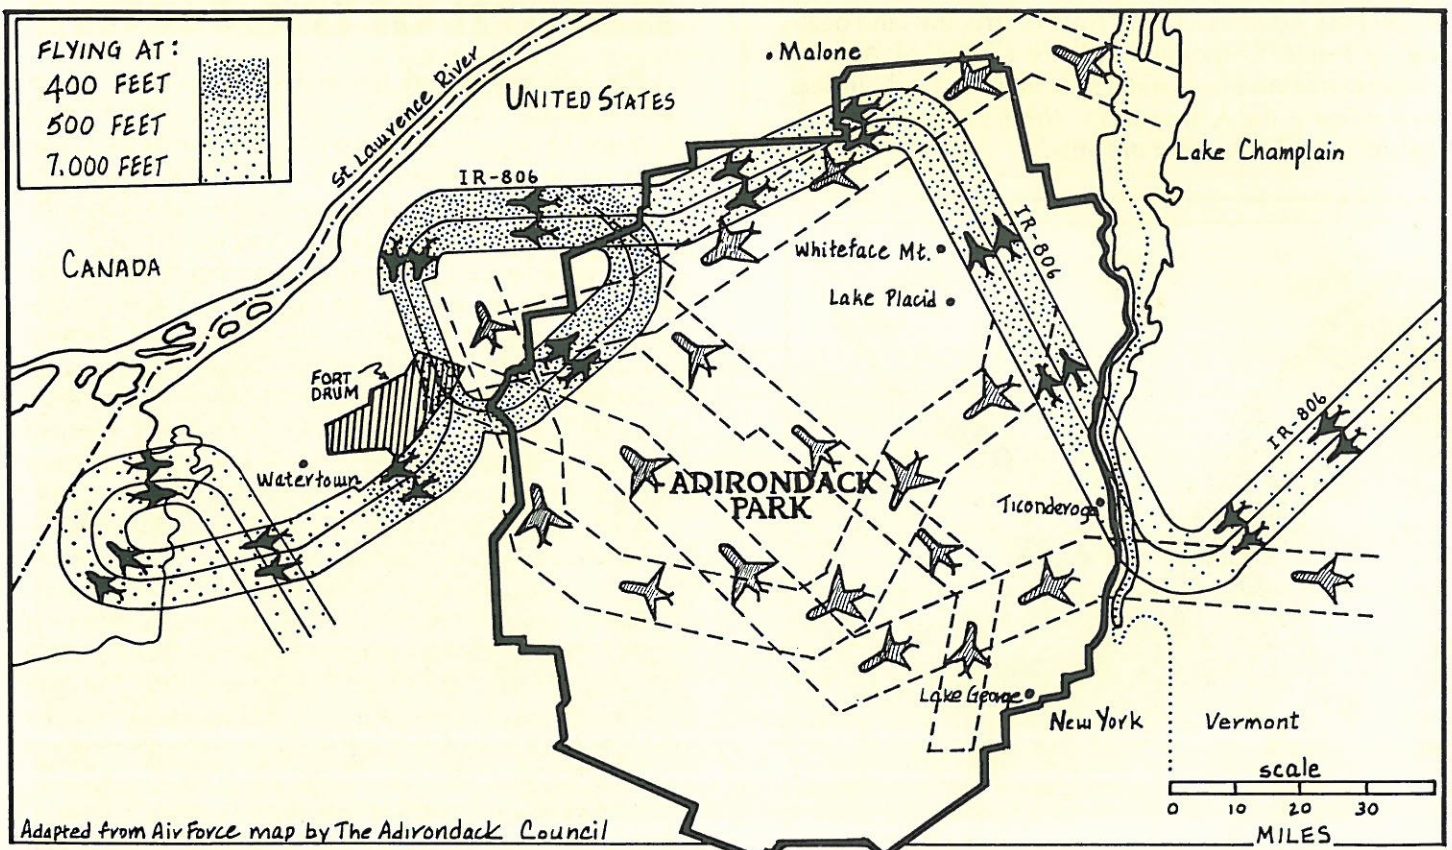 FLYING AT:
400 FEET
500 FEET
7,000 FEET
St. Lawrence River
UNITED STATES
Malone
Lake Champlain
CANADA
IR-806
IR-806
Whiteface Mt.
Lake Placid
FORT
DRUM
Watertown
IR-806
ADIRONDACK
PARK
Ticonderoga
Lake George
New York
Vermont
scale
0 10 20 30
MILES
Adapted from Air Force map by The Adirondack Council